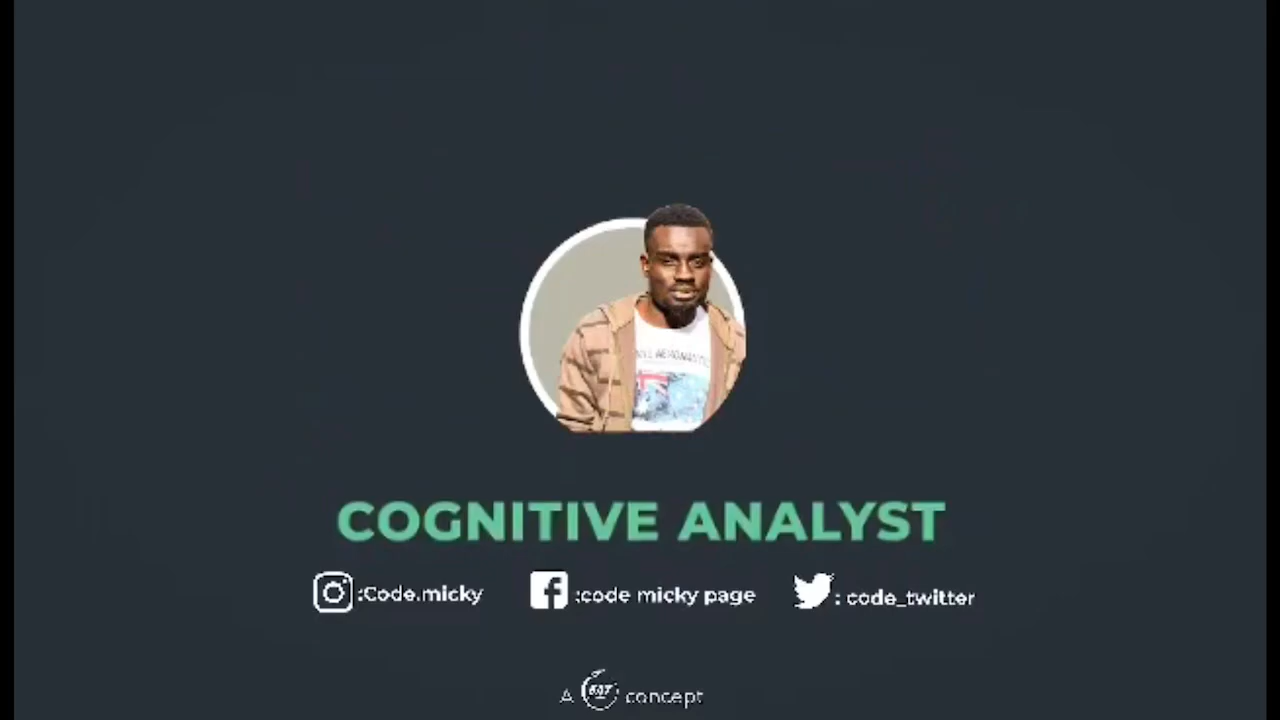 COGNITIVE ANALYST
:Code.micky :code micky page : code_twitter
A concept